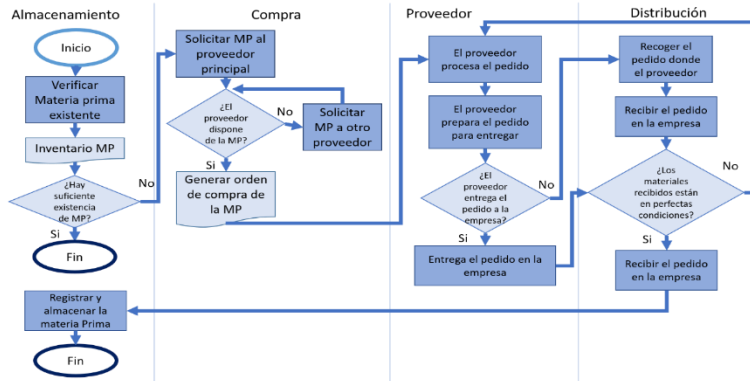 Almacenamiento
Inicio
Verificar
Materia prima
existente
Inventario MP
¿Hay
suficiente
existencia
de MP?
No
Si
Fin
Registrar y
almacenar la
materia Prima
Fin
Compra
Solicitar MP al
proveedor
principal
¿El
proveedor
dispone
de la MP?
No
Solicitar
MP a otro
proveedor
Si
Generar orden
de compra de
la MP
Proveedor
El proveedor
procesa el pedido
El proveedor
prepara el pedido
para entregar
¿El
proveedor
entrega el
pedido a la
empresa?
No
Si
Entrega el pedido en la
empresa
Distribución
Recoger el
pedido donde
el proveedor
Recibir el pedido
en la empresa
¿Los
materiales
recibidos están
en perfectas
condiciones?
No
Si
Recibir el pedido
en la empresa